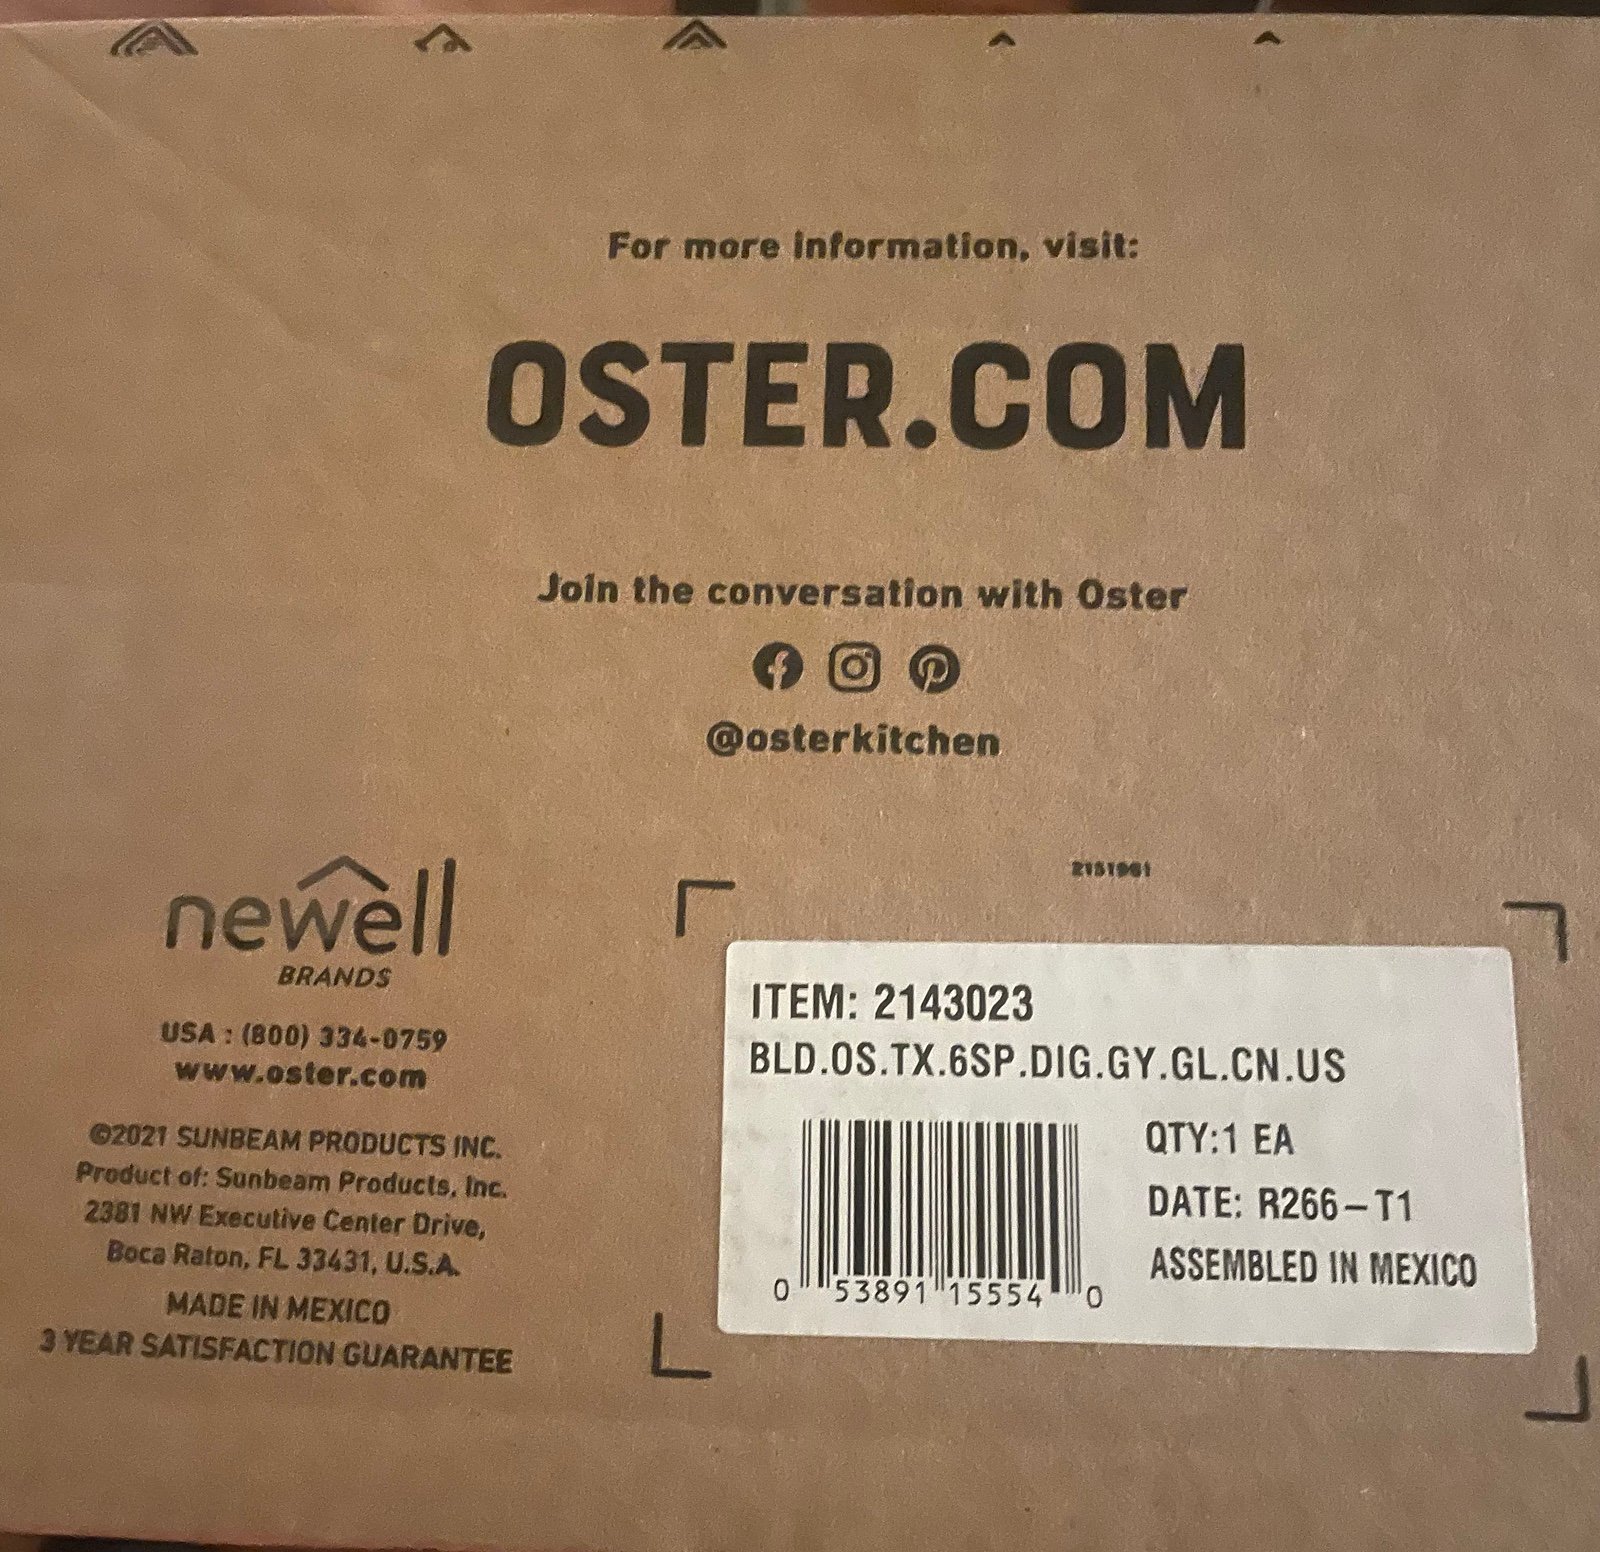 For more information, visit:
OSTER.COM
Join the conversation with Oster
@osterkitchen
newell
BRANDS
USA : (800) 334-0759
www.oster.com
©2021 SUNBEAM PRODUCTS INC.
Product of: Sunbeam Products, Inc.
2381 NW Executive Center Drive,
Boca Raton, FL 33431, U.S.A.
MADE IN MEXICO
3 YEAR SATISFACTION GUARANTEE
ITEM: 2143023
BLD.OS.TX.6SP.DIG.GY.GL.CN.US
QTY:1 EA
DATE: R266-T1
ASSEMBLED IN MEXICO
0 53891 15554 0